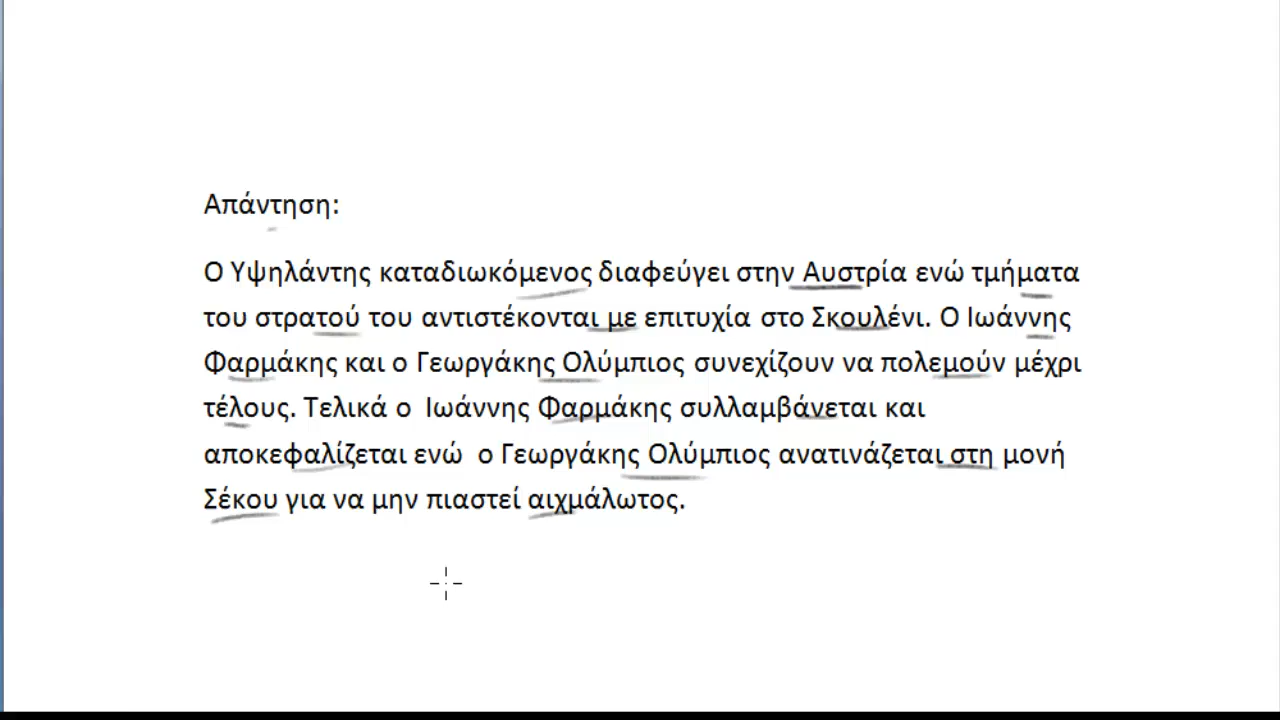 Απάντηση:
Ο Υψηλάντης καταδιωκόμενος διαφεύγει στην Αυστρία ενώ τμήματα
του στρατού του αντιστέκονται με επιτυχία στο Σκουλένι. Ο Ιωάννης
Φαρμάκης και ο Γεωργάκης Ολύμπιος συνεχίζουν να πολεμούν μέχρι
τέλους. Τελικά ο  Ιωάννης Φαρμάκης συλλαμβάνεται και
αποκεφαλίζεται ενώ  ο Γεωργάκης Ολύμπιος ανατινάζεται στη μονή
Σέκου για να μην πιαστεί αιχμάλωτος.